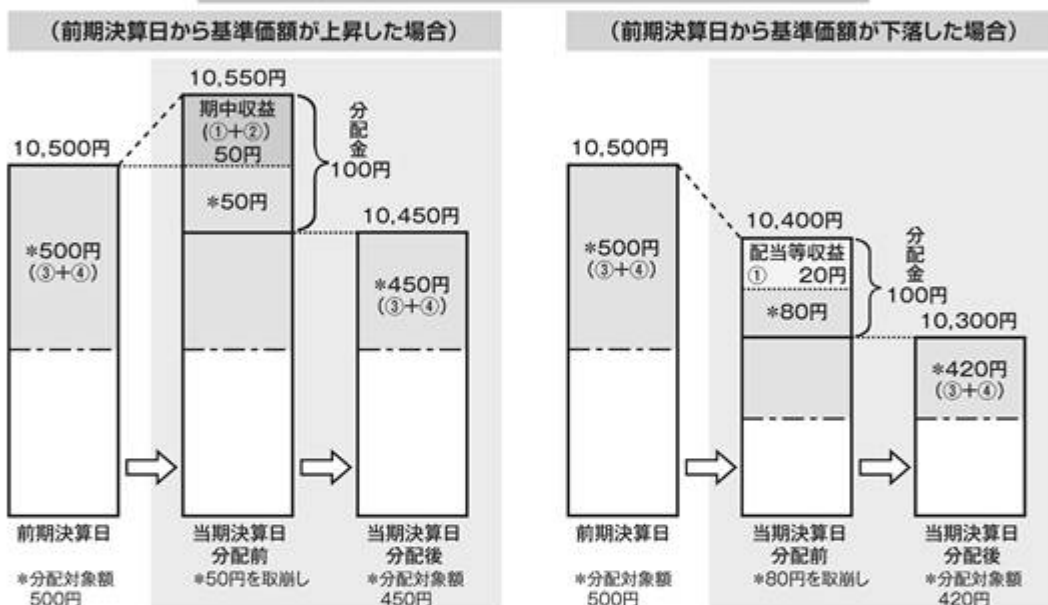 (前期決算日から基準価額が上昇した場合)
10,550円
期中収益
(①+②)
50円
*50円
分配金
100円
10,500円
*500円
(③+④)
10,450円
*450円
(③+④)
前期決算日
当期決算日
分配前
当期決算日
分配後
*分配対象額
500円
*50円を取崩し
*分配対象額
450円
(前期決算日から基準価額が下落した場合)
10,500円
*500円
(③+④)
10,400円
配当等収益
① 20円
*80円
分配金
100円
10,300円
*420円
(③+④)
前期決算日
当期決算日
分配前
当期決算日
分配後
*分配対象額
500円
*80円を取崩し
*分配対象額
420円